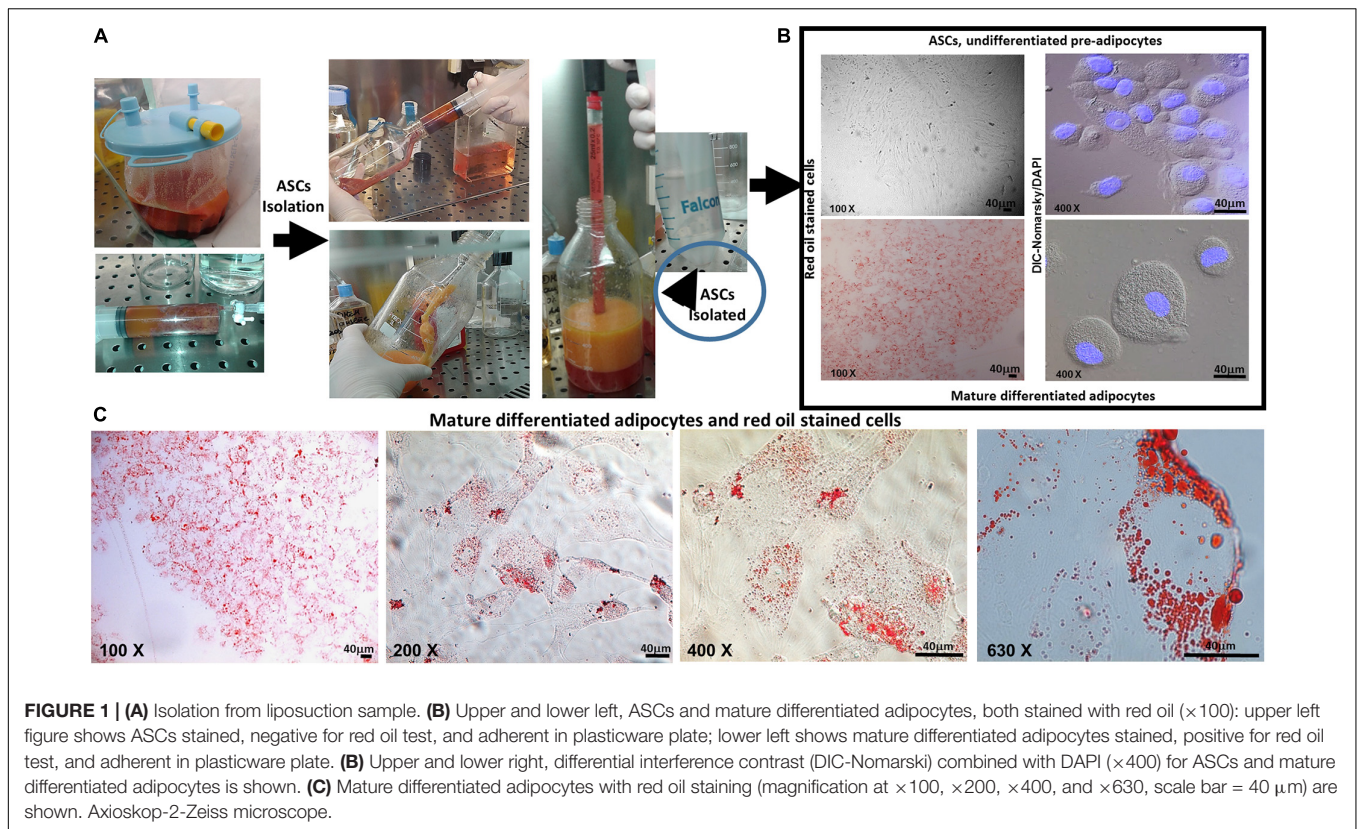 A
ASCs
Isolation
Falcon
ASCs
Isolated
B
ASCs, undifferentiated pre-adipocytes
Red oil stained cells
100 X
40μm
DIC-Nomarsky/DAPI
400 X
40μm
100 X
40μm
400 X
40μm
Mature differentiated adipocytes
C
Mature differentiated adipocytes and red oil stained cells
100 X
40μm
200 X
40μm
400 X
40μm
630 X
40μm
FIGURE 1 | (A) Isolation from liposuction sample. (B) Upper and lower left, ASCs and mature differentiated adipocytes, both stained with red oil (×100): upper left
figure shows ASCs stained, negative for red oil test, and adherent in plasticware plate; lower left shows mature differentiated adipocytes stained, positive for red oil
test, and adherent in plasticware plate. (B) Upper and lower right, differential interference contrast (DIC-Nomarski) combined with DAPI (×400) for ASCs and mature
differentiated adipocytes is shown. (C) Mature differentiated adipocytes with red oil staining (magnification at ×100, ×200, ×400, and ×630, scale bar = 40 μm) are
shown. Axioskop-2-Zeiss microscope.